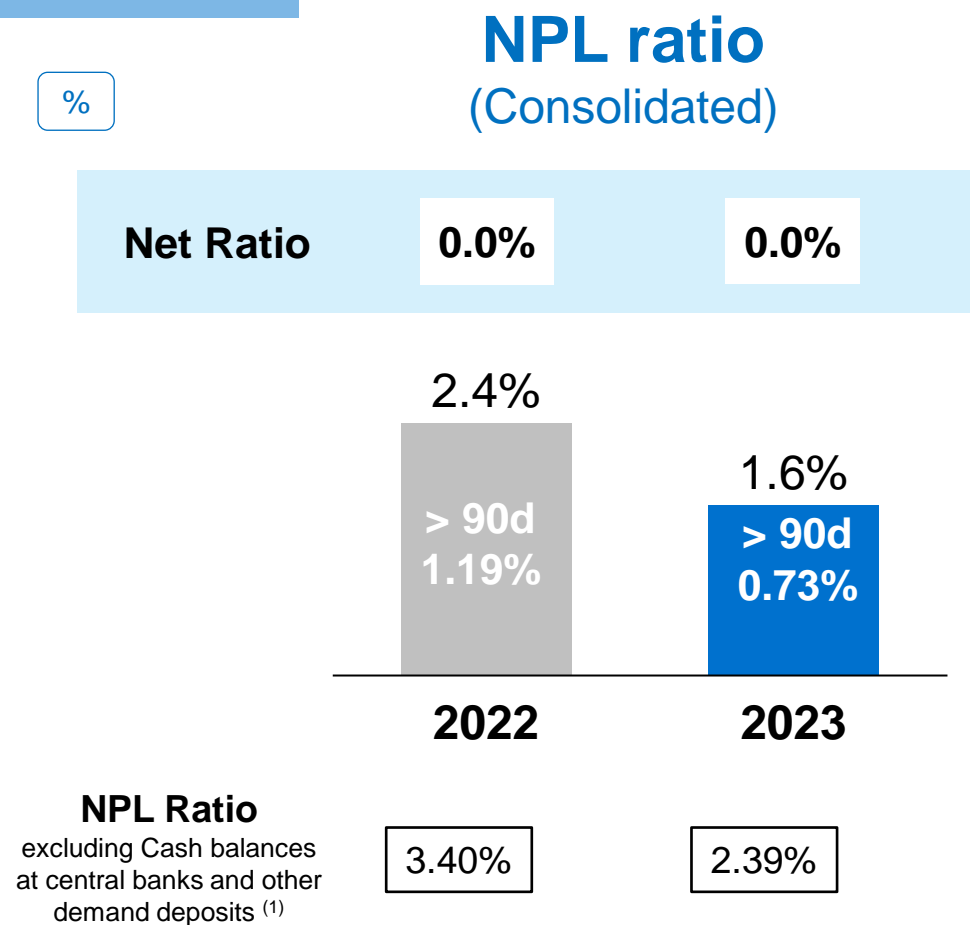 NPL ratio
(Consolidated)
%
Net Ratio 0.0% 0.0%
2.4%
1.6%
> 90d
1.19%
> 90d
0.73%
2022 2023
NPL Ratio
excluding Cash balances
at central banks and other
demand deposits (1)
3.40% 2.39%